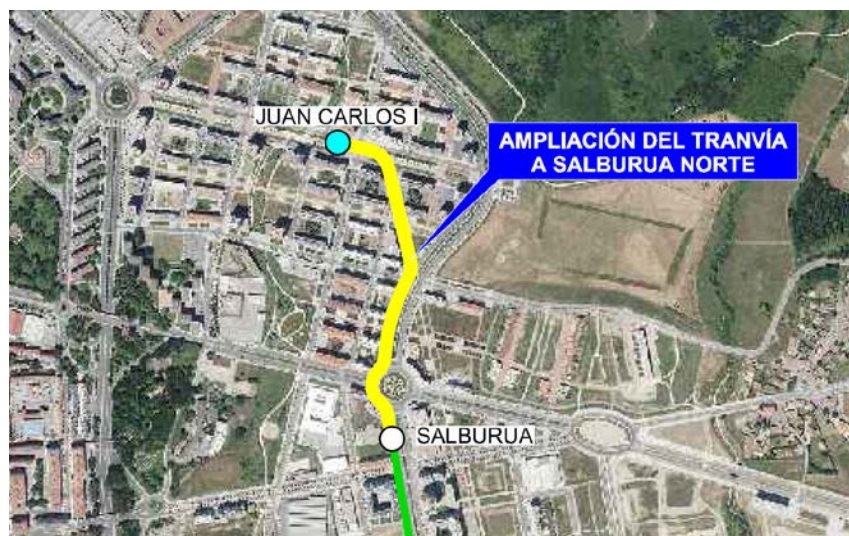 JUAN CARLOS I
AMPLIACIÓN DEL TRANVÍA
A SALBURUA NORTE
SALBURUA